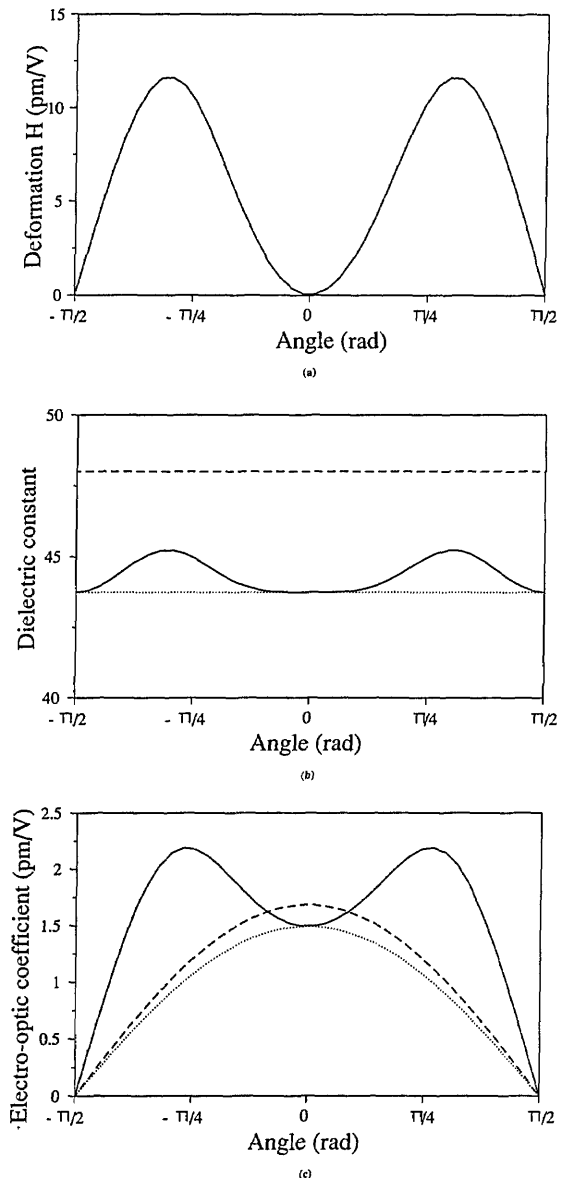 15
10
5
0
Deformation H (pm/V)
- π/2
- π/4
0
π/4
π/2
Angle (rad)
(a)
50
45
40
Dielectric constant
- π/2
- π/4
0
π/4
π/2
Angle (rad)
(b)
2.5
2
1.5
1
0.5
0
Electro-optic coefficient (pm/V)
- π/2
- π/4
0
π/4
π/2
Angle (rad)
(c)